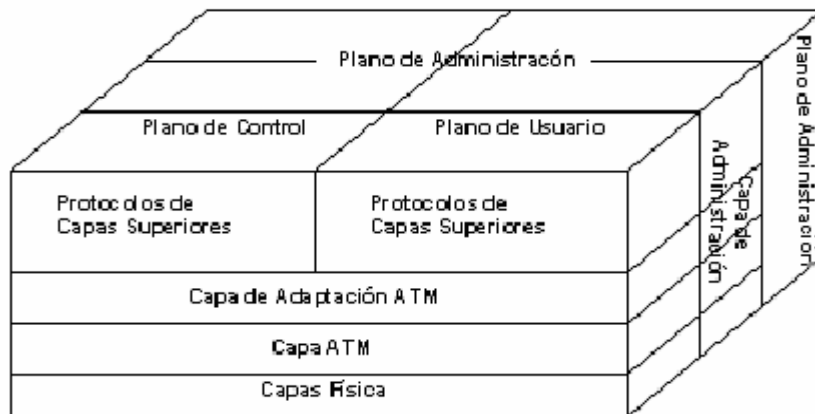 Plano de Administracón
Plano de Control
Plano de Usuario
Protocolos de
Capas Superiores
Protocolos de
Capas Superiores
Capa de Adaptación ATM
Capa ATM
Capas Física
Capa de
Administración
Plano de Administración